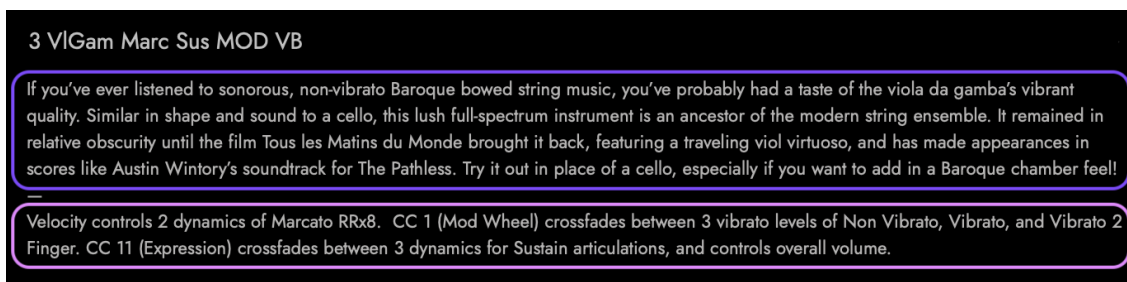 3 VlGam Marc Sus MOD VB
If you've ever listened to sonorous, non-vibrato Baroque bowed string music, you've probably had a taste of the viola da gamba's vibrant
quality. Similar in shape and sound to a cello, this lush full-spectrum instrument is an ancestor of the modern string ensemble. It remained in
relative obscurity until the film Tous les Matins du Monde brought it back, featuring a traveling viol virtuoso, and has made appearances in
scores like Austin Wintory's soundtrack for The Pathless. Try it out in place of a cello, especially if you want to add in a Baroque chamber feel!
—
Velocity controls 2 dynamics of Marcato RRx8.  CC 1 (Mod Wheel) crossfades between 3 vibrato levels of Non Vibrato, Vibrato, and Vibrato 2
Finger. CC 11 (Expression) crossfades between 3 dynamics for Sustain articulations, and controls overall volume.